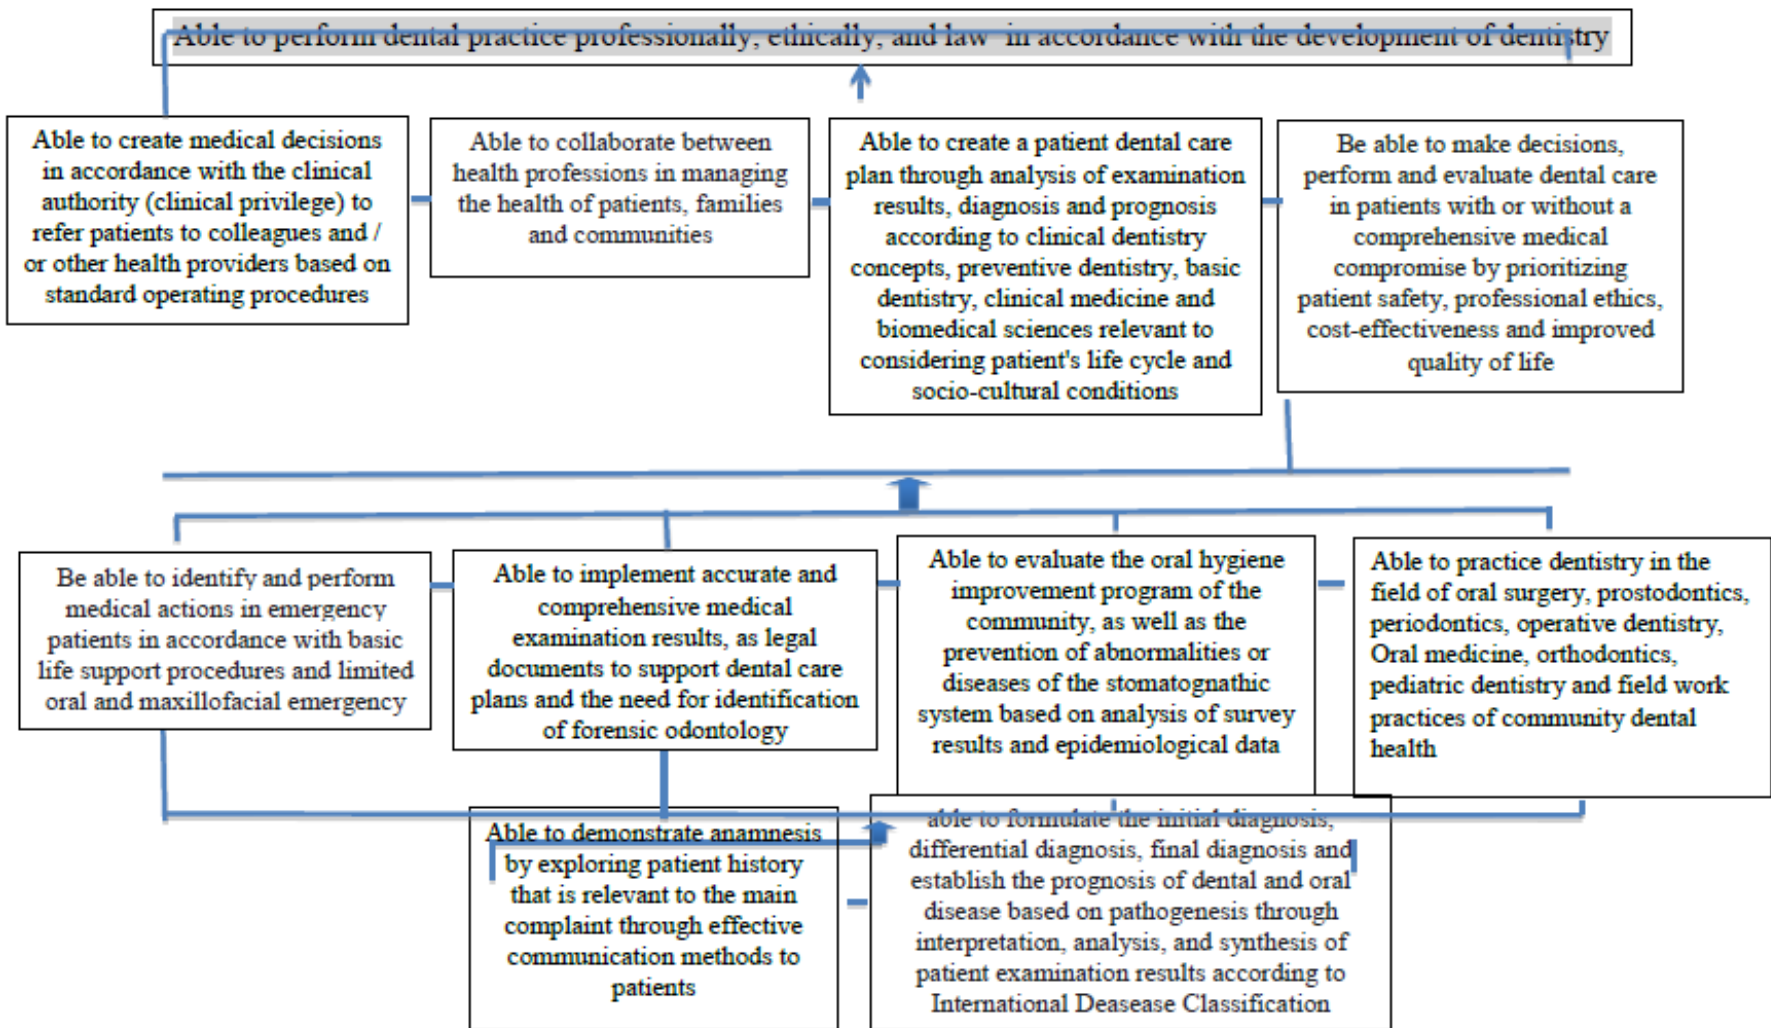 Able to perform dental practice professionally, ethically, and law in accordance with the development of dentistry
Able to create medical decisions
in accordance with the clinical
authority (clinical privilege) to
refer patients to colleagues and /
or other health providers based on
standard operating procedures
Able to collaborate between
health professions in managing
the health of patients, families
and communities
Able to create a patient dental care
plan through analysis of examination
results, diagnosis and prognosis
according to clinical dentistry
concepts, preventive dentistry, basic
dentistry, clinical medicine and
biomedical sciences relevant to
considering patient's life cycle and
socio-cultural conditions
Be able to make decisions,
perform and evaluate dental care
in patients with or without a
comprehensive medical
compromise by prioritizing
patient safety, professional ethics,
cost-effectiveness and improved
quality of life
Be able to identify and perform
medical actions in emergency
patients in accordance with basic
life support procedures and limited
oral and maxillofacial emergency
Able to implement accurate and
comprehensive medical
examination results, as legal
documents to support dental care
plans and the need for identification
of forensic odontology
Able to evaluate the oral hygiene
improvement program of the
community, as well as the
prevention of abnormalities or
diseases of the stomatognathic
system based on analysis of survey
results and epidemiological data
Able to practice dentistry in the
field of oral surgery, prostodontics,
periodontics, operative dentistry,
Oral medicine, orthodontics,
pediatric dentistry and field work
practices of community dental
health
Able to demonstrate anamnesis
by exploring patient history
that is relevant to the main
complaint through effective
communication methods to
patients
able to formulate the initial diagnosis,
differential diagnosis, final diagnosis and
establish the prognosis of dental and oral
disease based on pathogenesis through
interpretation, analysis, and synthesis of
patient examination results according to
International Deasease Classification